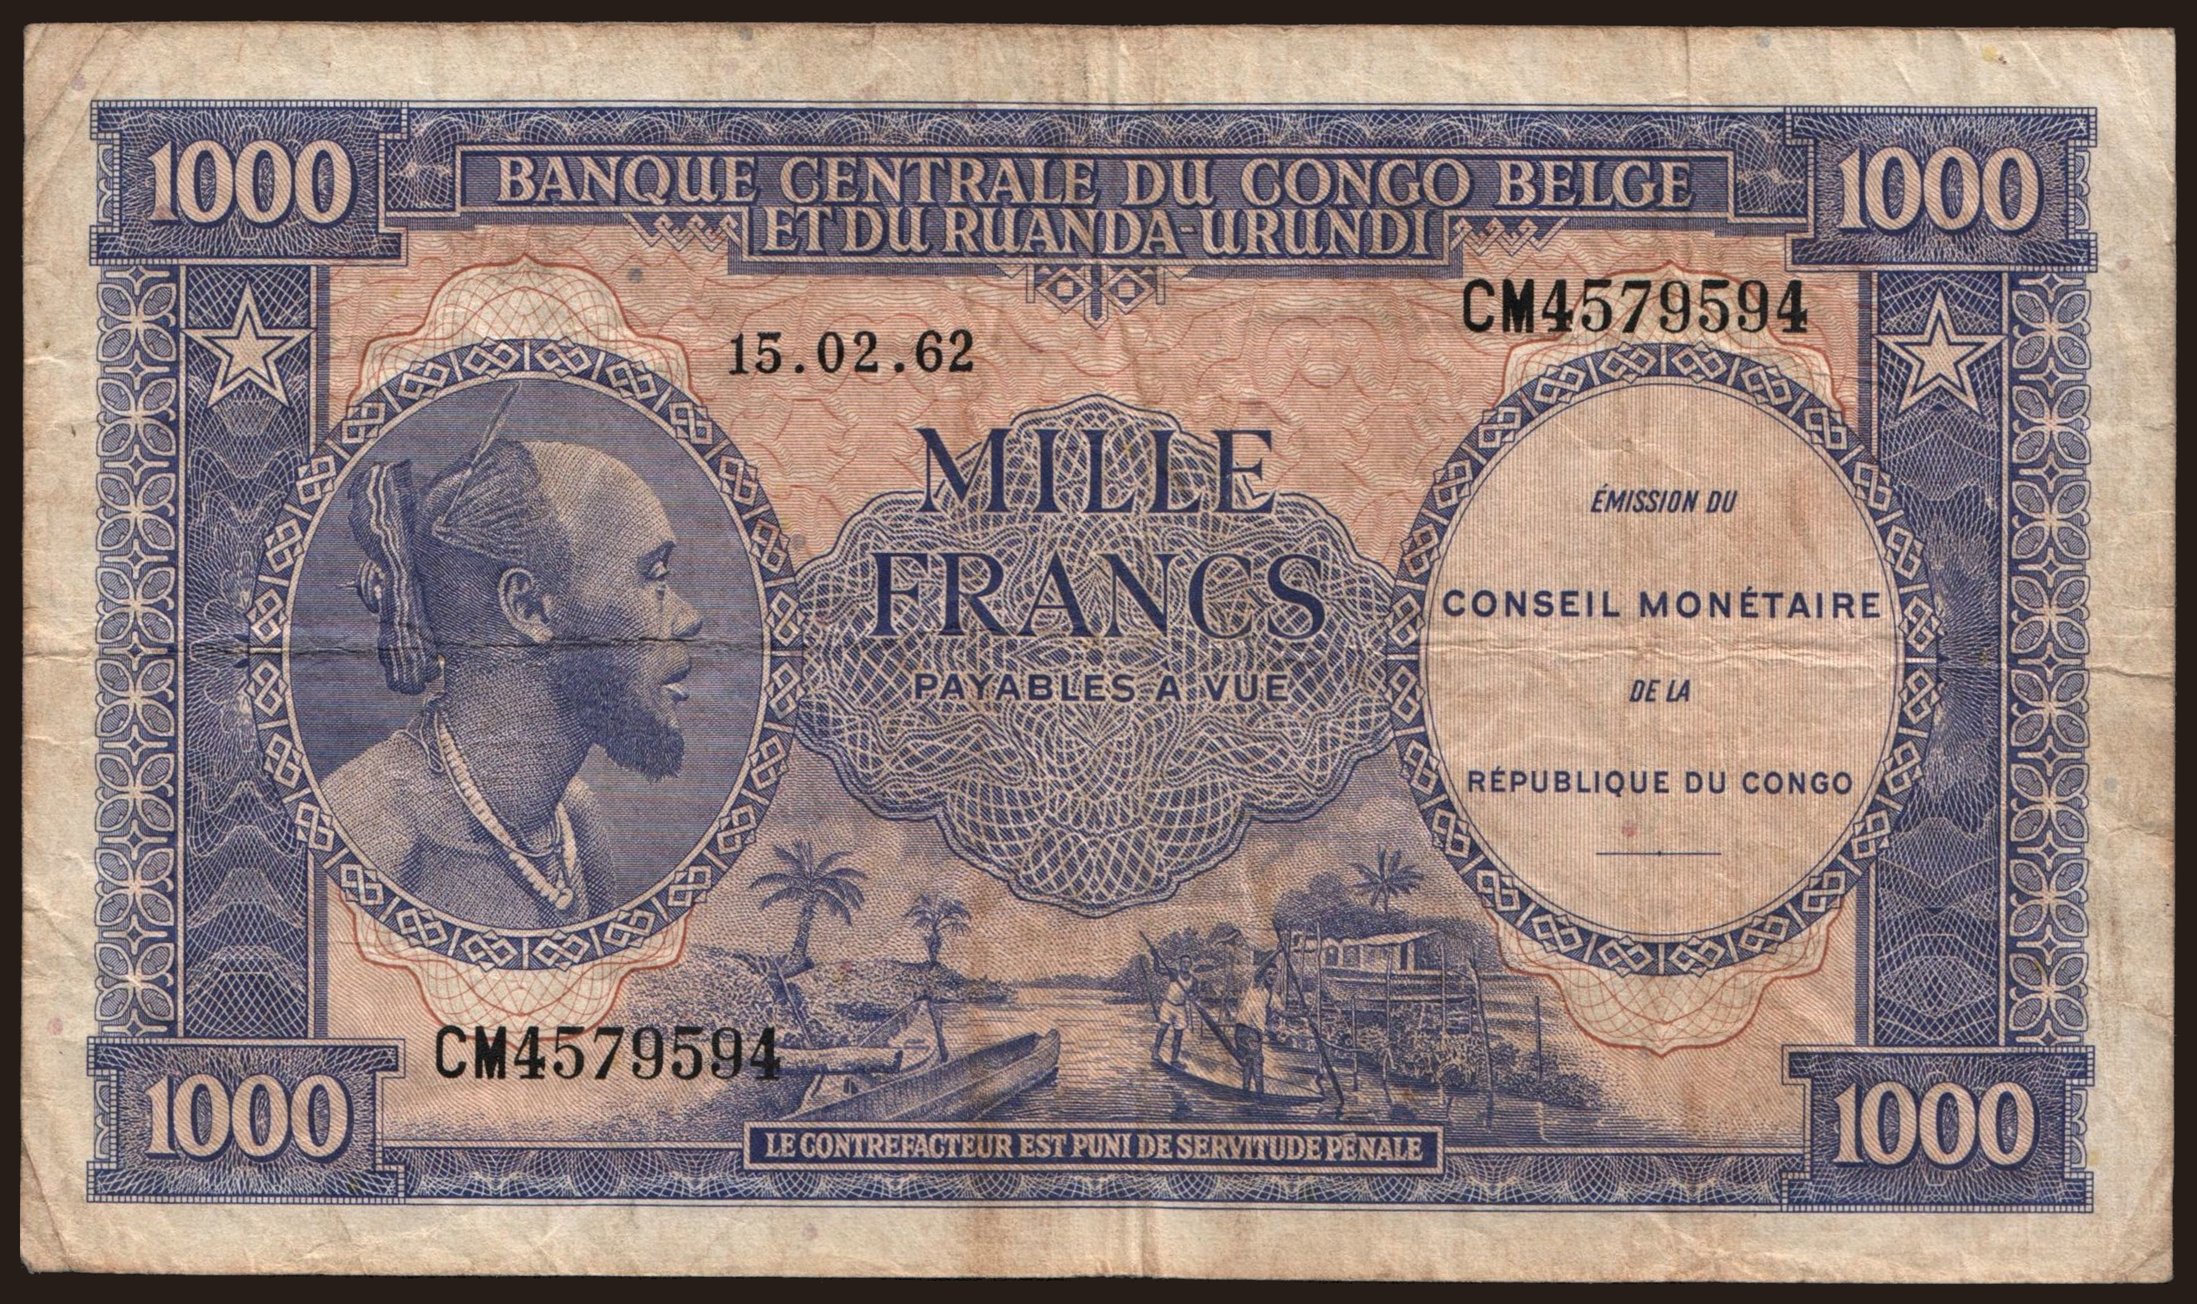 1000
1000
BANQUE CENTRALE DU CONGO BELGE
ET DU RUANDA-URUNDI
CM4579594
15.02.62
MILLE
FRANCS
PAYABLES A VUE
ÉMISSION DU
CONSEIL MONÉTAIRE
DE LA
RÉPUBLIQUE DU CONGO
CM4579594
1000
1000
LE CONTREFACTEUR EST PUNI DE SERVITUDE PÉNALE